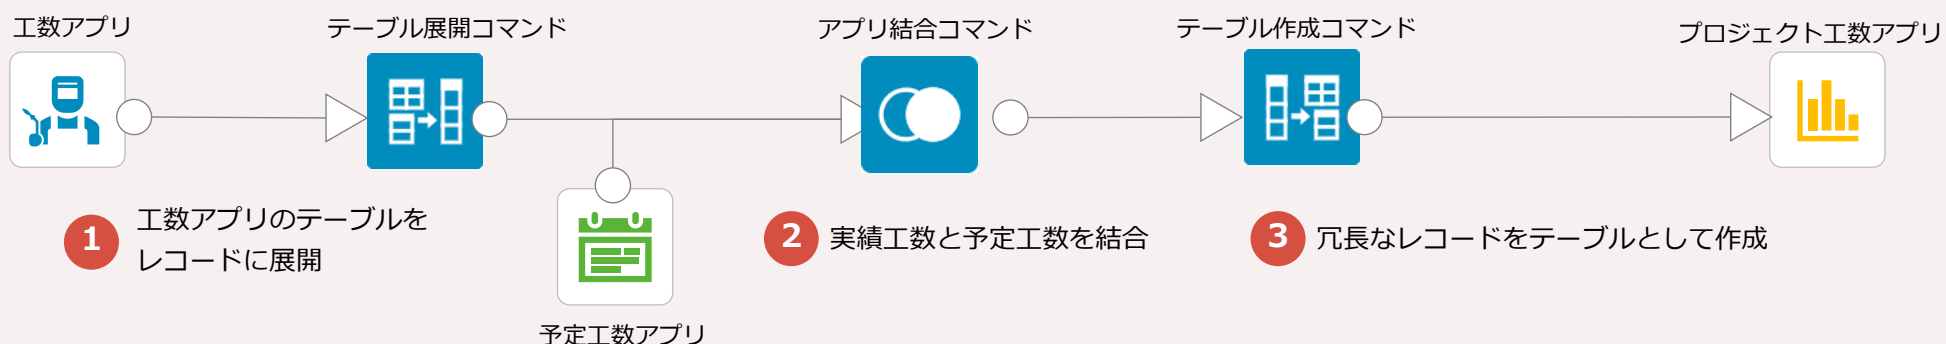 工数アプリ
テーブル展開コマンド
アプリ結合コマンド
テーブル作成コマンド
プロジェクト工数アプリ
1
工数アプリのテーブルを
レコードに展開
2
実績工数と予定工数を結合
3
冗長なレコードをテーブルとして作成
予定工数アプリ